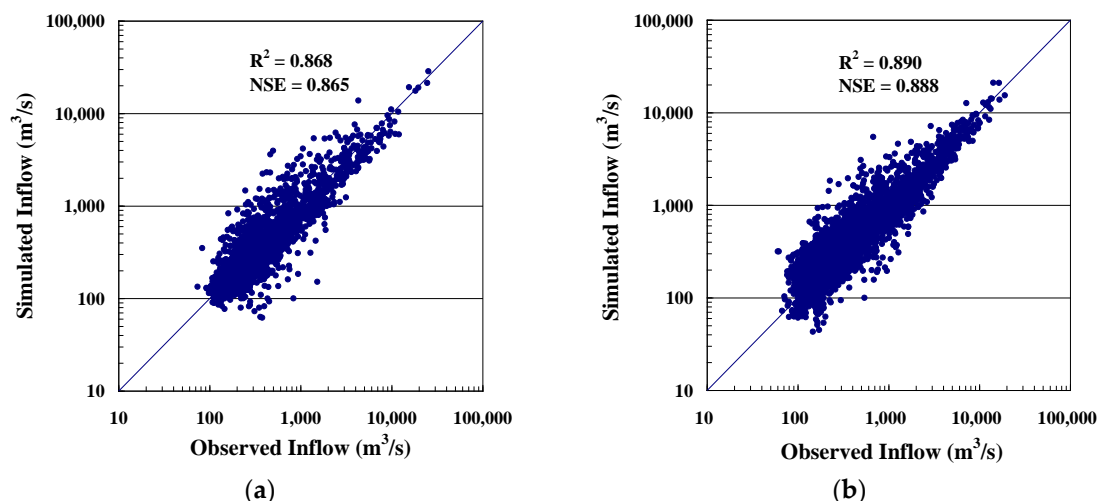 100,000
10,000
1,000
100
10
Simulated Inflow (m³/s)
R² = 0.868
NSE = 0.865
10 100 1,000 10,000 100,000
Observed Inflow (m³/s)
(a)
100,000
10,000
1,000
100
10
Simulated Inflow (m³/s)
R² = 0.890
NSE = 0.888
10 100 1,000 10,000 100,000
Observed Inflow (m³/s)
(b)